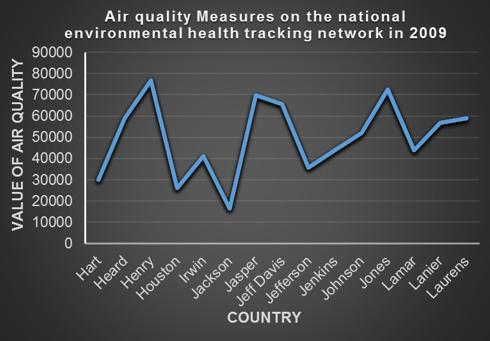 Air quality Measures on the national
environmental health tracking network in 2009
VALUE OF AIR QUALITY
90000
80000
70000
60000
50000
40000
30000
20000
10000
0
Hart
Heard
Henry
Houston
Irwin
Jackson
Jasper
Jeff Davis
Jefferson
Jenkins
Johnson
Jones
Lamar
Lanier
Laurens
COUNTRY